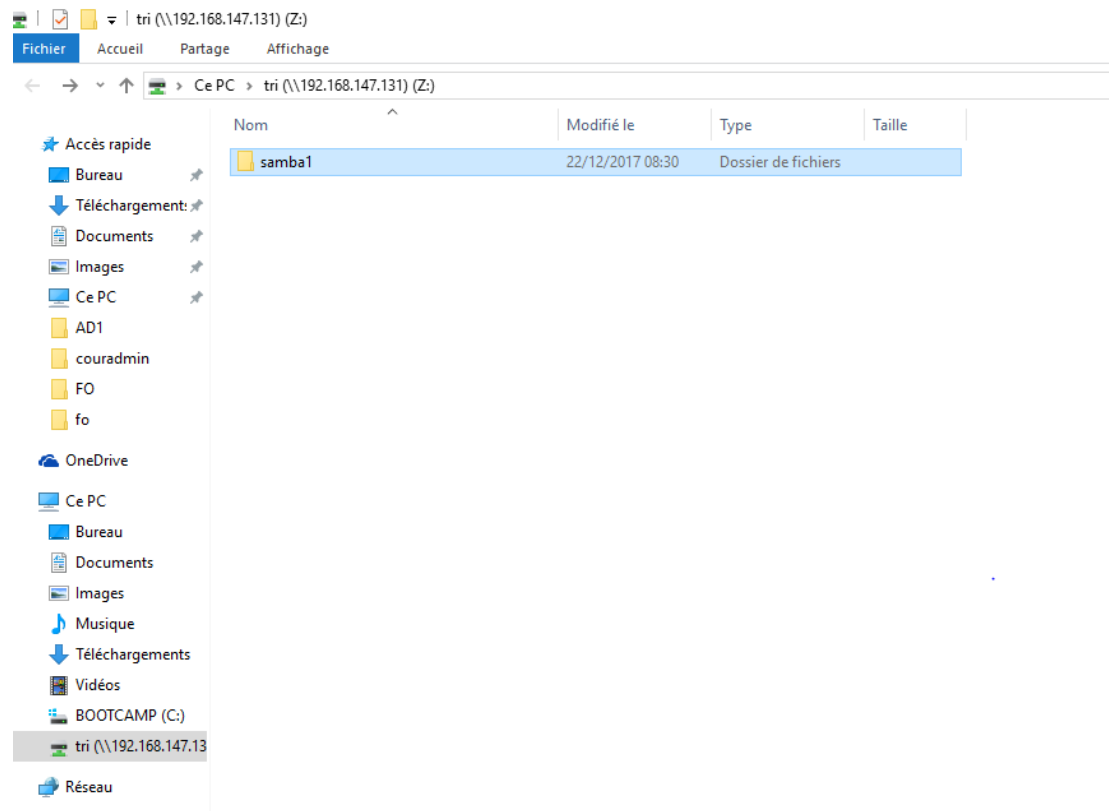 tri (\\192.168.147.131) (Z:)
Fichier Accueil Partage Affichage
Ce PC > tri (\\192.168.147.131) (Z:)
Nom Modifié le Type Taille
samba1 22/12/2017 08:30 Dossier de fichiers
Accès rapide
Bureau
Téléchargements
Documents
Images
Ce PC
AD1
couradmin
FO
fo
OneDrive
Ce PC
Bureau
Documents
Images
Musique
Téléchargements
Vidéos
BOOTCAMP (C:)
tri (\\192.168.147.13
Réseau